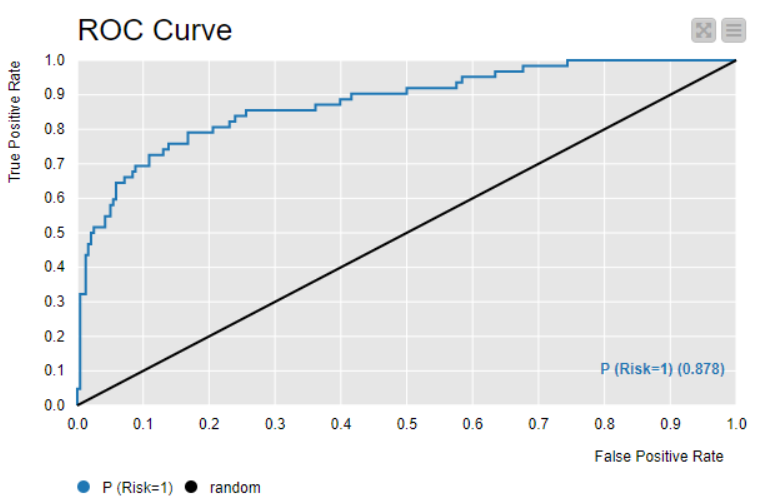 ROC Curve
True Positive Rate
1.0
0.9
0.8
0.7
0.6
0.5
0.4
0.3
0.2
0.1
0.0
P (Risk=1) (0.878)
0.0 0.1 0.2 0.3 0.4 0.5 0.6 0.7 0.8 0.9 1.0
False Positive Rate
P (Risk=1) random